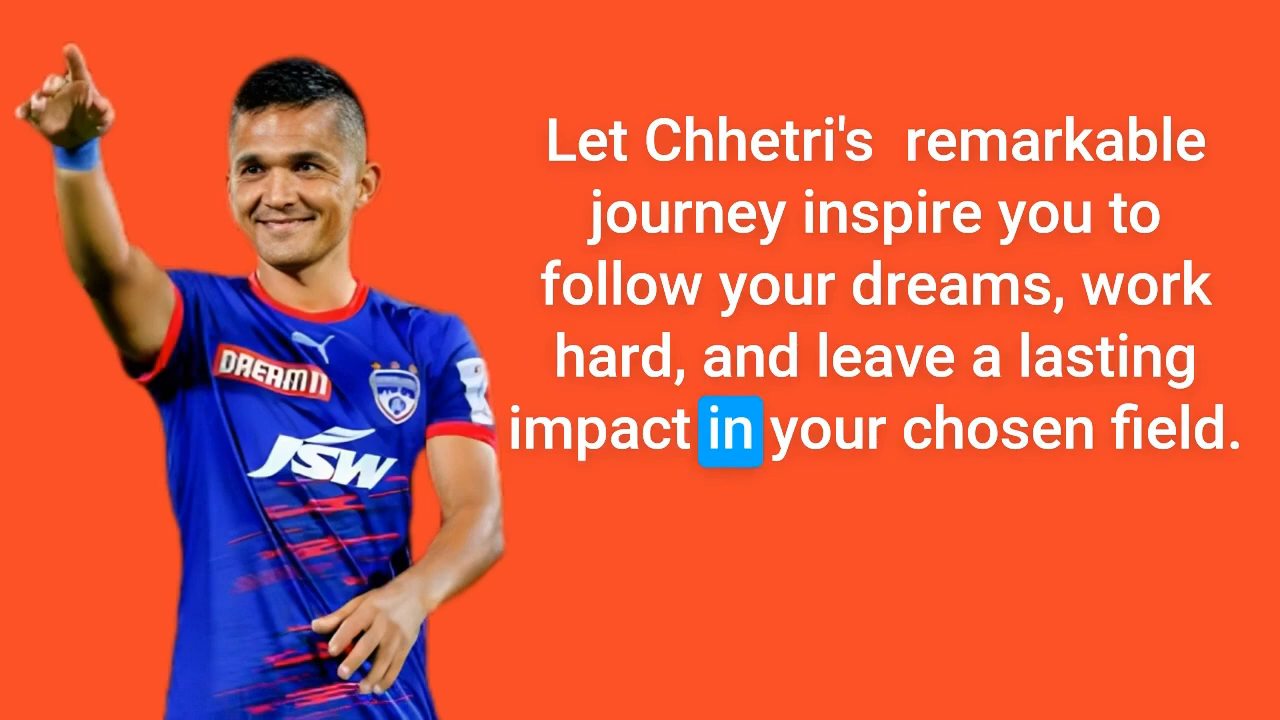 Let Chhetri's  remarkable
journey inspire you to
follow your dreams, work
hard, and leave a lasting
impact in your chosen field.
DREAM11
JSW